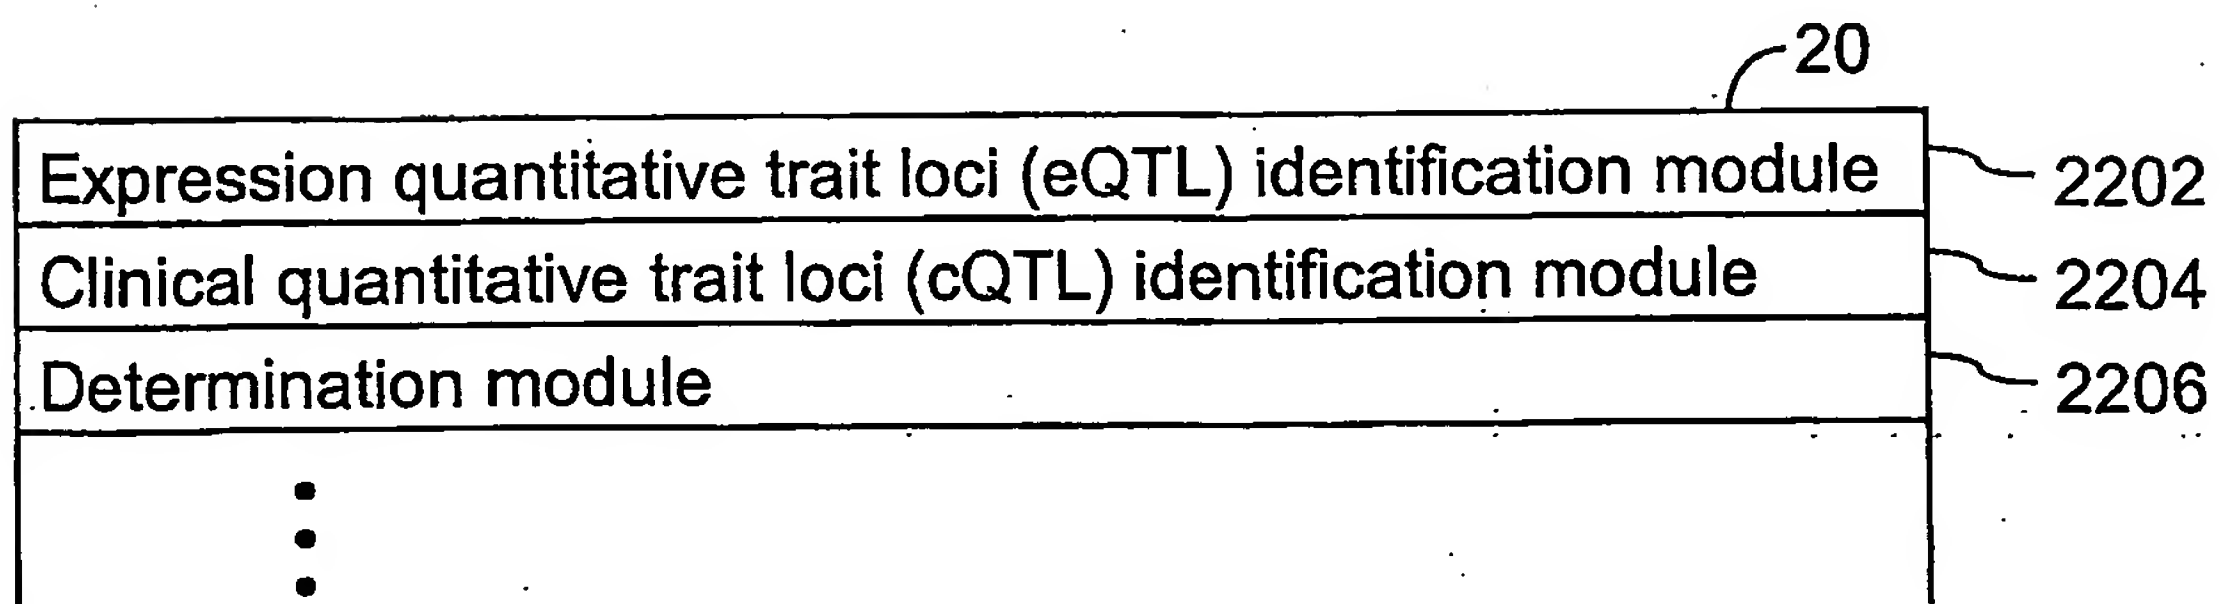 20
Expression quantitative trait loci (eQTL) identification module 2202
Clinical quantitative trait loci (cQTL) identification module 2204
Determination module 2206